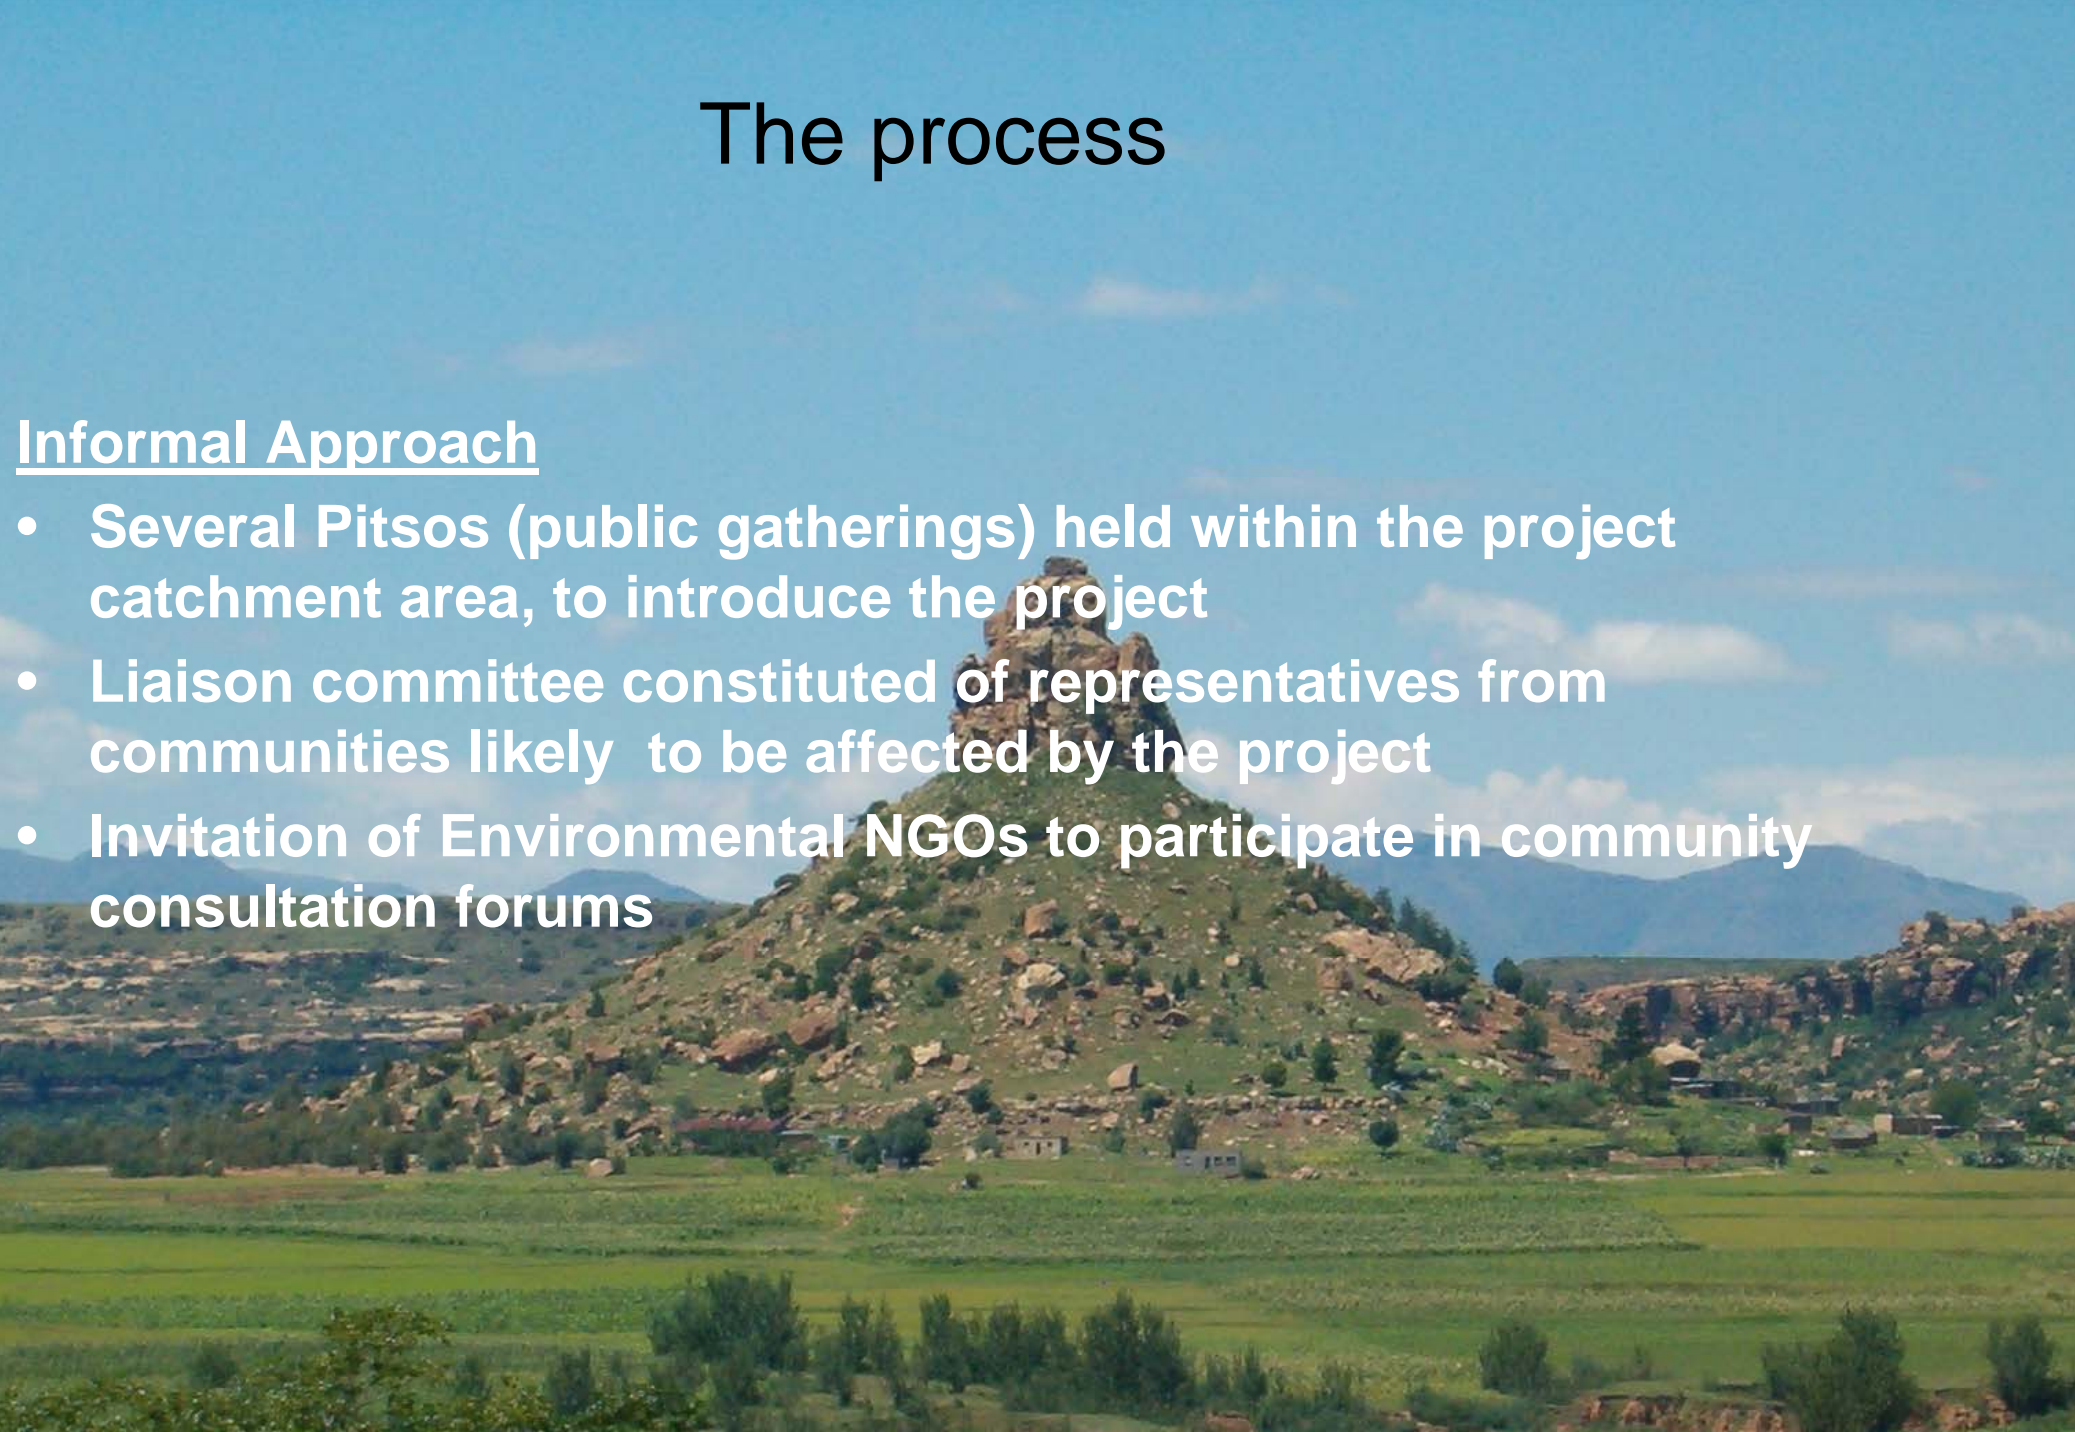 The process
Informal Approach
• Several Pitsos (public gatherings) held within the project
catchment area, to introduce the project
• Liaison committee constituted of representatives from
communities likely  to be affected by the project
• Invitation of Environmental NGOs to participate in community
consultation forums